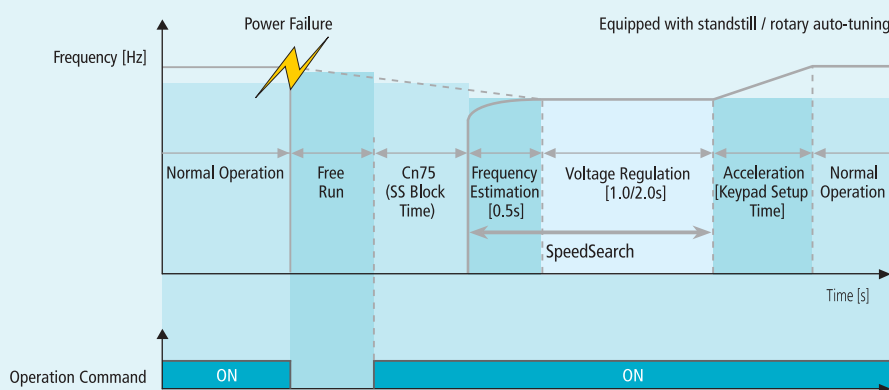 Power Failure
Equipped with standstill / rotary auto-tuning
Frequency [Hz]
Normal Operation
Free
Run
Cn75
(SS Block
Time)
Frequency
Estimation
[0.5s]
Voltage Regulation
[1.0/2.0s]
Acceleration
[Keypad Setup
Time]
Normal
Operation
SpeedSearch
Time [s]
Operation Command
ON
ON